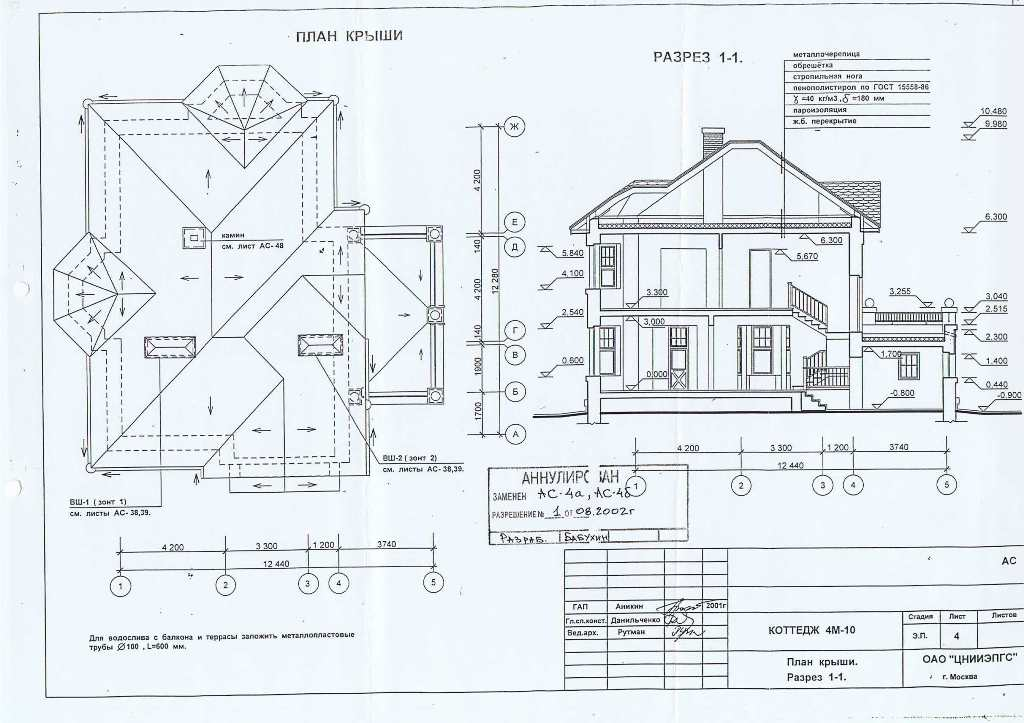 ПЛАН КРЫШИ
камин
см. лист АС- 48
ВШ-1 ( зонт 1)
см. листы АС- 38,39.
ВШ-2 ( зонт 2)
см. листы АС- 38,39.
Ж
Е
Д
Г
В
Б
А
4 200
140
4 200
140
1900
1700
12 280
4 200
3 300
1 200
3740
12 440
1
2
3
4
5
Для водослива с балкона и террасы заложить металлопластовые
трубы Ø100 , L=600 мм.
РАЗРЕЗ 1-1.
металлочерепица
обрешётка
стропильная нога
пенополистирол по ГОСТ 15558-86
γ =40 кг/м3 , δ =180 мм
пароизоляция
ж.б. перекрытие
10.480
9.980
6.300
6.300
5.840
5.670
4.100
3.300
3.255
3.040
2.540
3,000
2.515
2.300
1.700
1.400
0.600
0.000
0.440
-0.800
-0.900
4 200
3 300
1 200
3740
12 440
1
2
3
4
5
АННУЛИРОВАН
ЗАМЕНЕН АС-4а, АС-4б
РАЗРЕШЕНИЕ № 1 ОТ 08.2002г
РАЗРАБ. БАБУХИН
АС
ГАП Аникин 2001г
Гл.сп.конст. Данильченко
Вед.арх. Рутман
КОТТЕДЖ 4М-10
Стадия Лист Листов
Э.П. 4
План крыши.
Разрез 1-1.
ОАО "ЦНИИЭПГС"
г. Москва